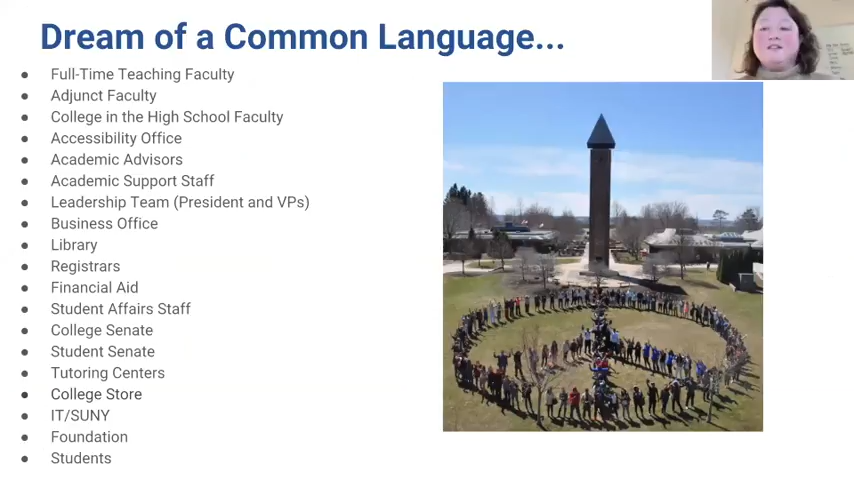 Dream of a Common Language...
● Full-Time Teaching Faculty
● Adjunct Faculty
● College in the High School Faculty
● Accessibility Office
● Academic Advisors
● Academic Support Staff
● Leadership Team (President and VPs)
● Business Office
● Library
● Registrars
● Financial Aid
● Student Affairs Staff
● College Senate
● Student Senate
● Tutoring Centers
● College Store
● IT/SUNY
● Foundation
● Students